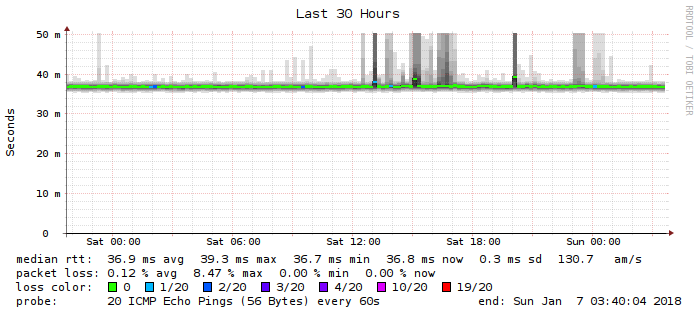 Last 30 Hours
RRDTOOL / TOBI OETIKER
Seconds
50 m
40 m
30 m
20 m
10 m
0
Sat 00:00 Sat 06:00 Sat 12:00 Sat 18:00 Sun 00:00
median rtt: 36.9 ms avg 39.3 ms max 36.7 ms min 36.8 ms now 0.3 ms sd 130.7 am/s
packet loss: 0.12 % avg 8.47 % max 0.00 % min 0.00 % now
loss color: 0 1/20 2/20 3/20 4/20 10/20 19/20
probe: 20 ICMP Echo Pings (56 Bytes) every 60s end: Sun Jan 7 03:40:04 2018